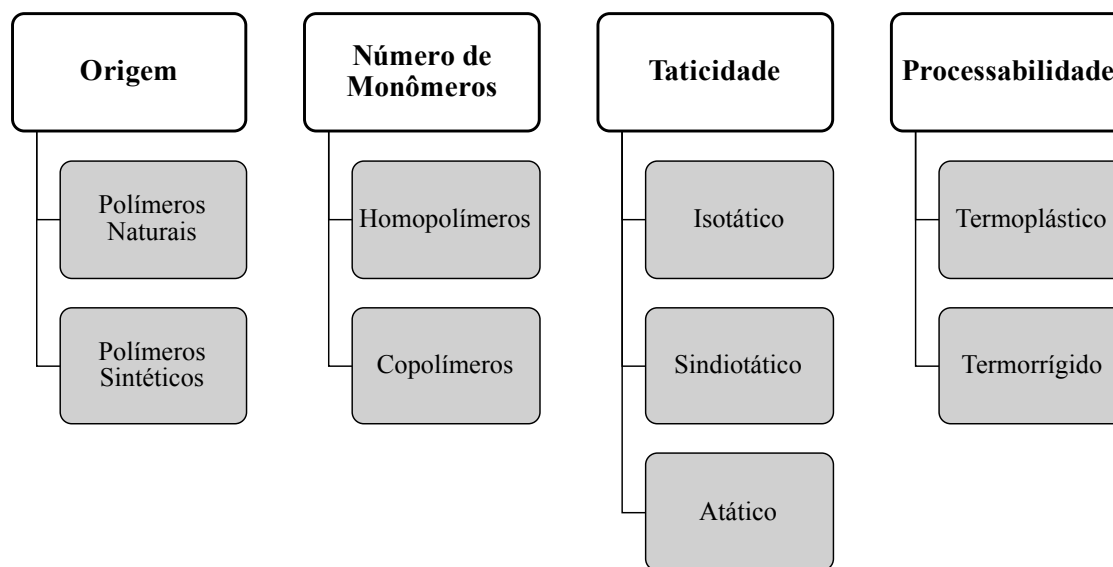 Origem
Polímeros
Naturais
Polímeros
Sintéticos
Número de
Monômeros
Homopolímeros
Copolímeros
Taticidade
Isotático
Sindiotático
Atático
Processabilidade
Termoplástico
Termorrígido